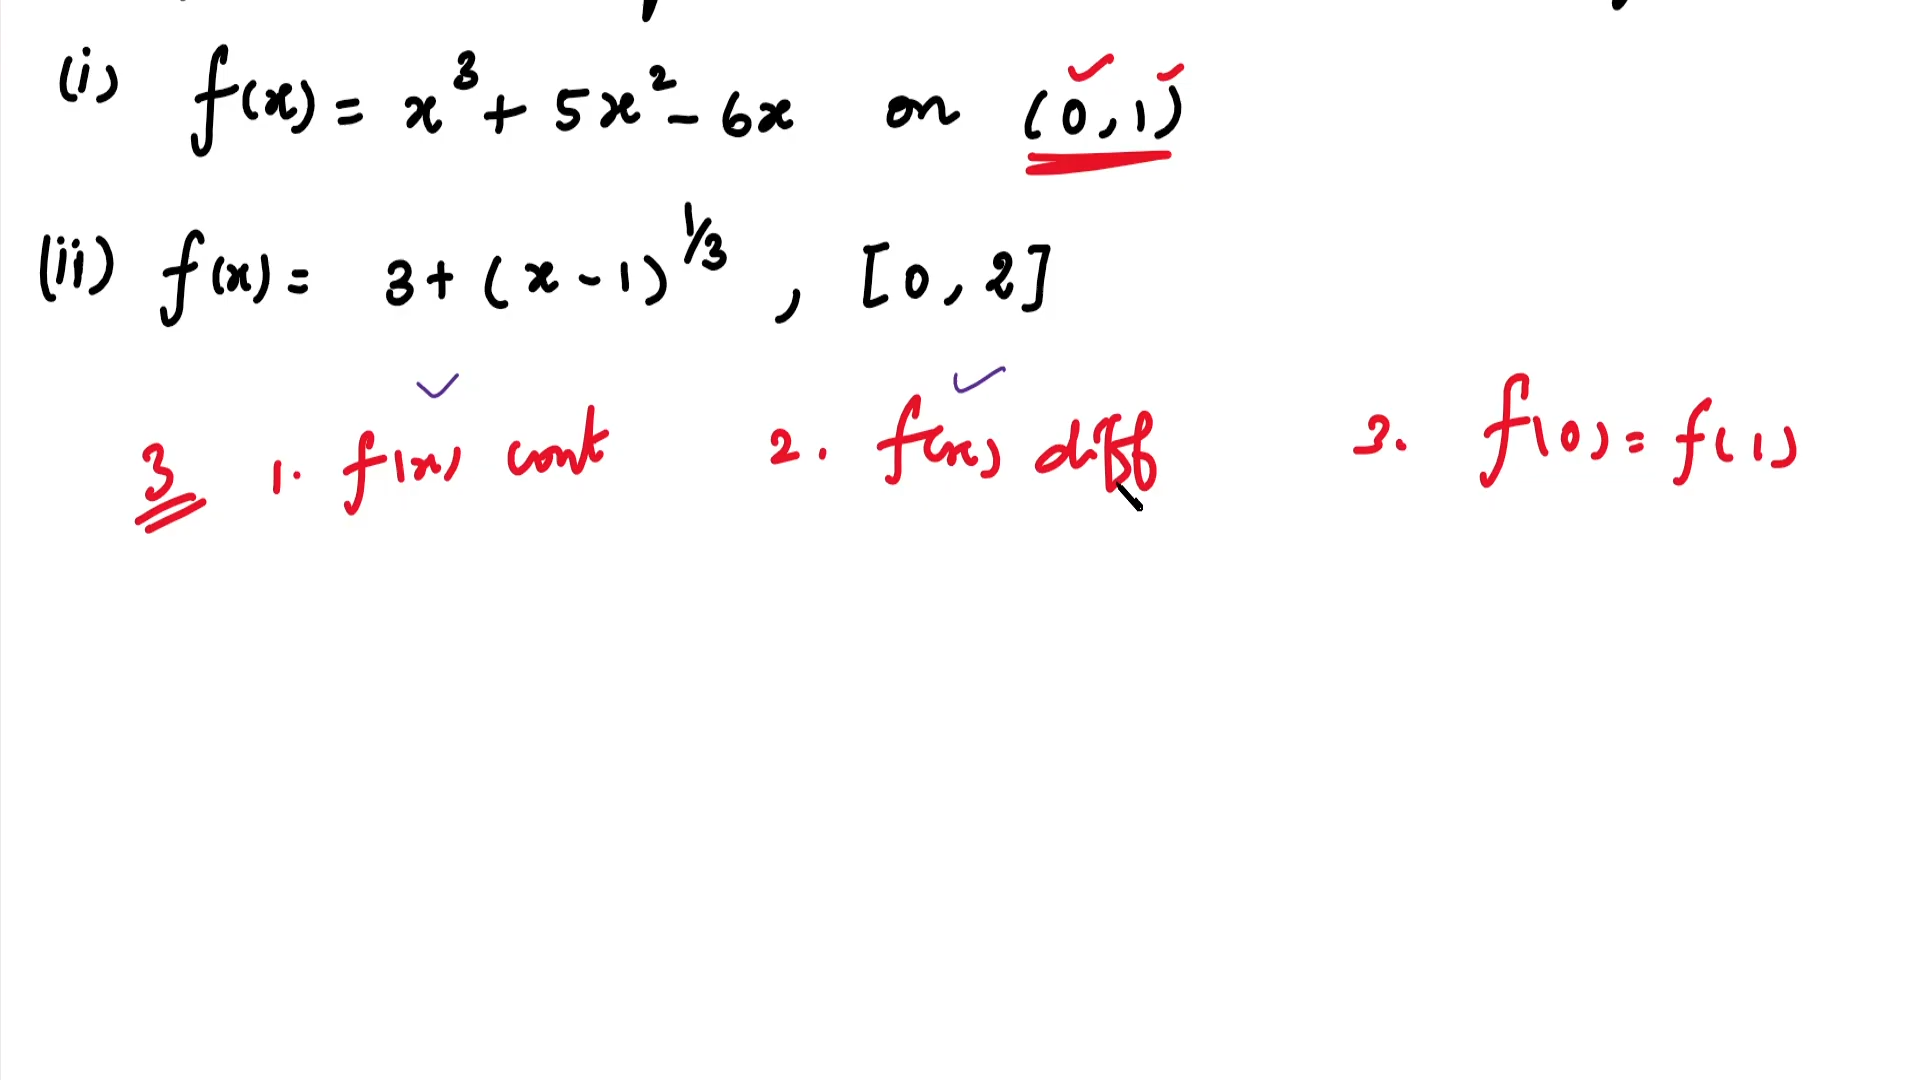 (i) f(x) = x³ + 5x² - 6x on (0,1)
(ii) f(x) = 3 + (x-1)^1/3 , [0,2]
3 1. f(x) cont 2. f(x) diff 3. f(0) = f(1)